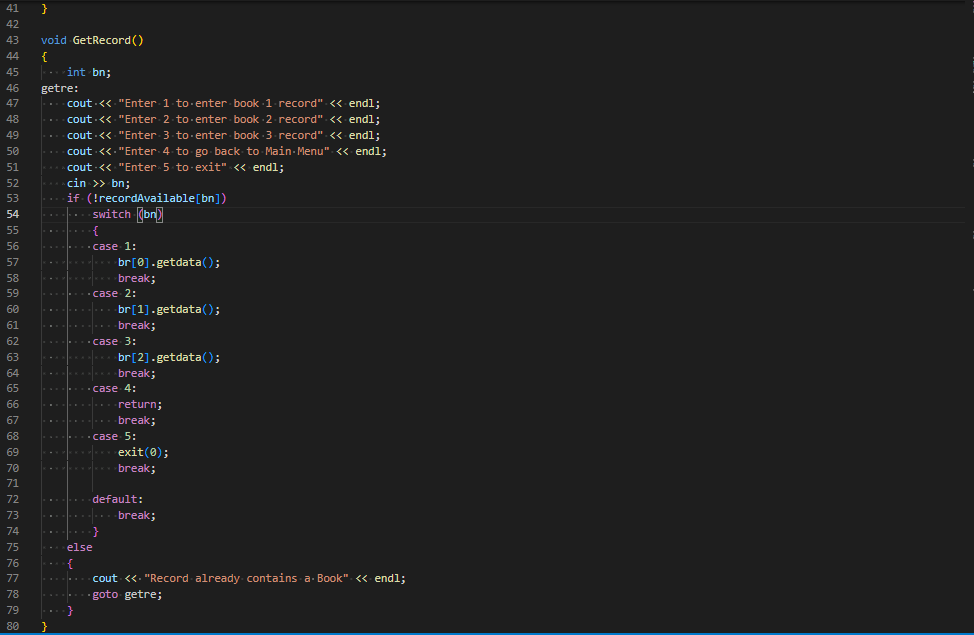 41 }
42
43 void GetRecord()
44 {
45     int bn;
46 getre:
47     cout << "Enter 1 to enter book 1 record" << endl;
48     cout << "Enter 2 to enter book 2 record" << endl;
49     cout << "Enter 3 to enter book 3 record" << endl;
50     cout << "Enter 4 to go back to Main Menu" << endl;
51     cout << "Enter 5 to exit" << endl;
52     cin >> bn;
53     if (!recordAvailable[bn])
54         switch (bn)
55         {
56         case 1:
57             br[0].getdata();
58             break;
59         case 2:
60             br[1].getdata();
61             break;
62         case 3:
63             br[2].getdata();
64             break;
65         case 4:
66             return;
67             break;
68         case 5:
69             exit(0);
70             break;
71
72         default:
73             break;
74         }
75     else
76     {
77         cout << "Record already contains a Book" << endl;
78         goto getre;
79     }
80 }